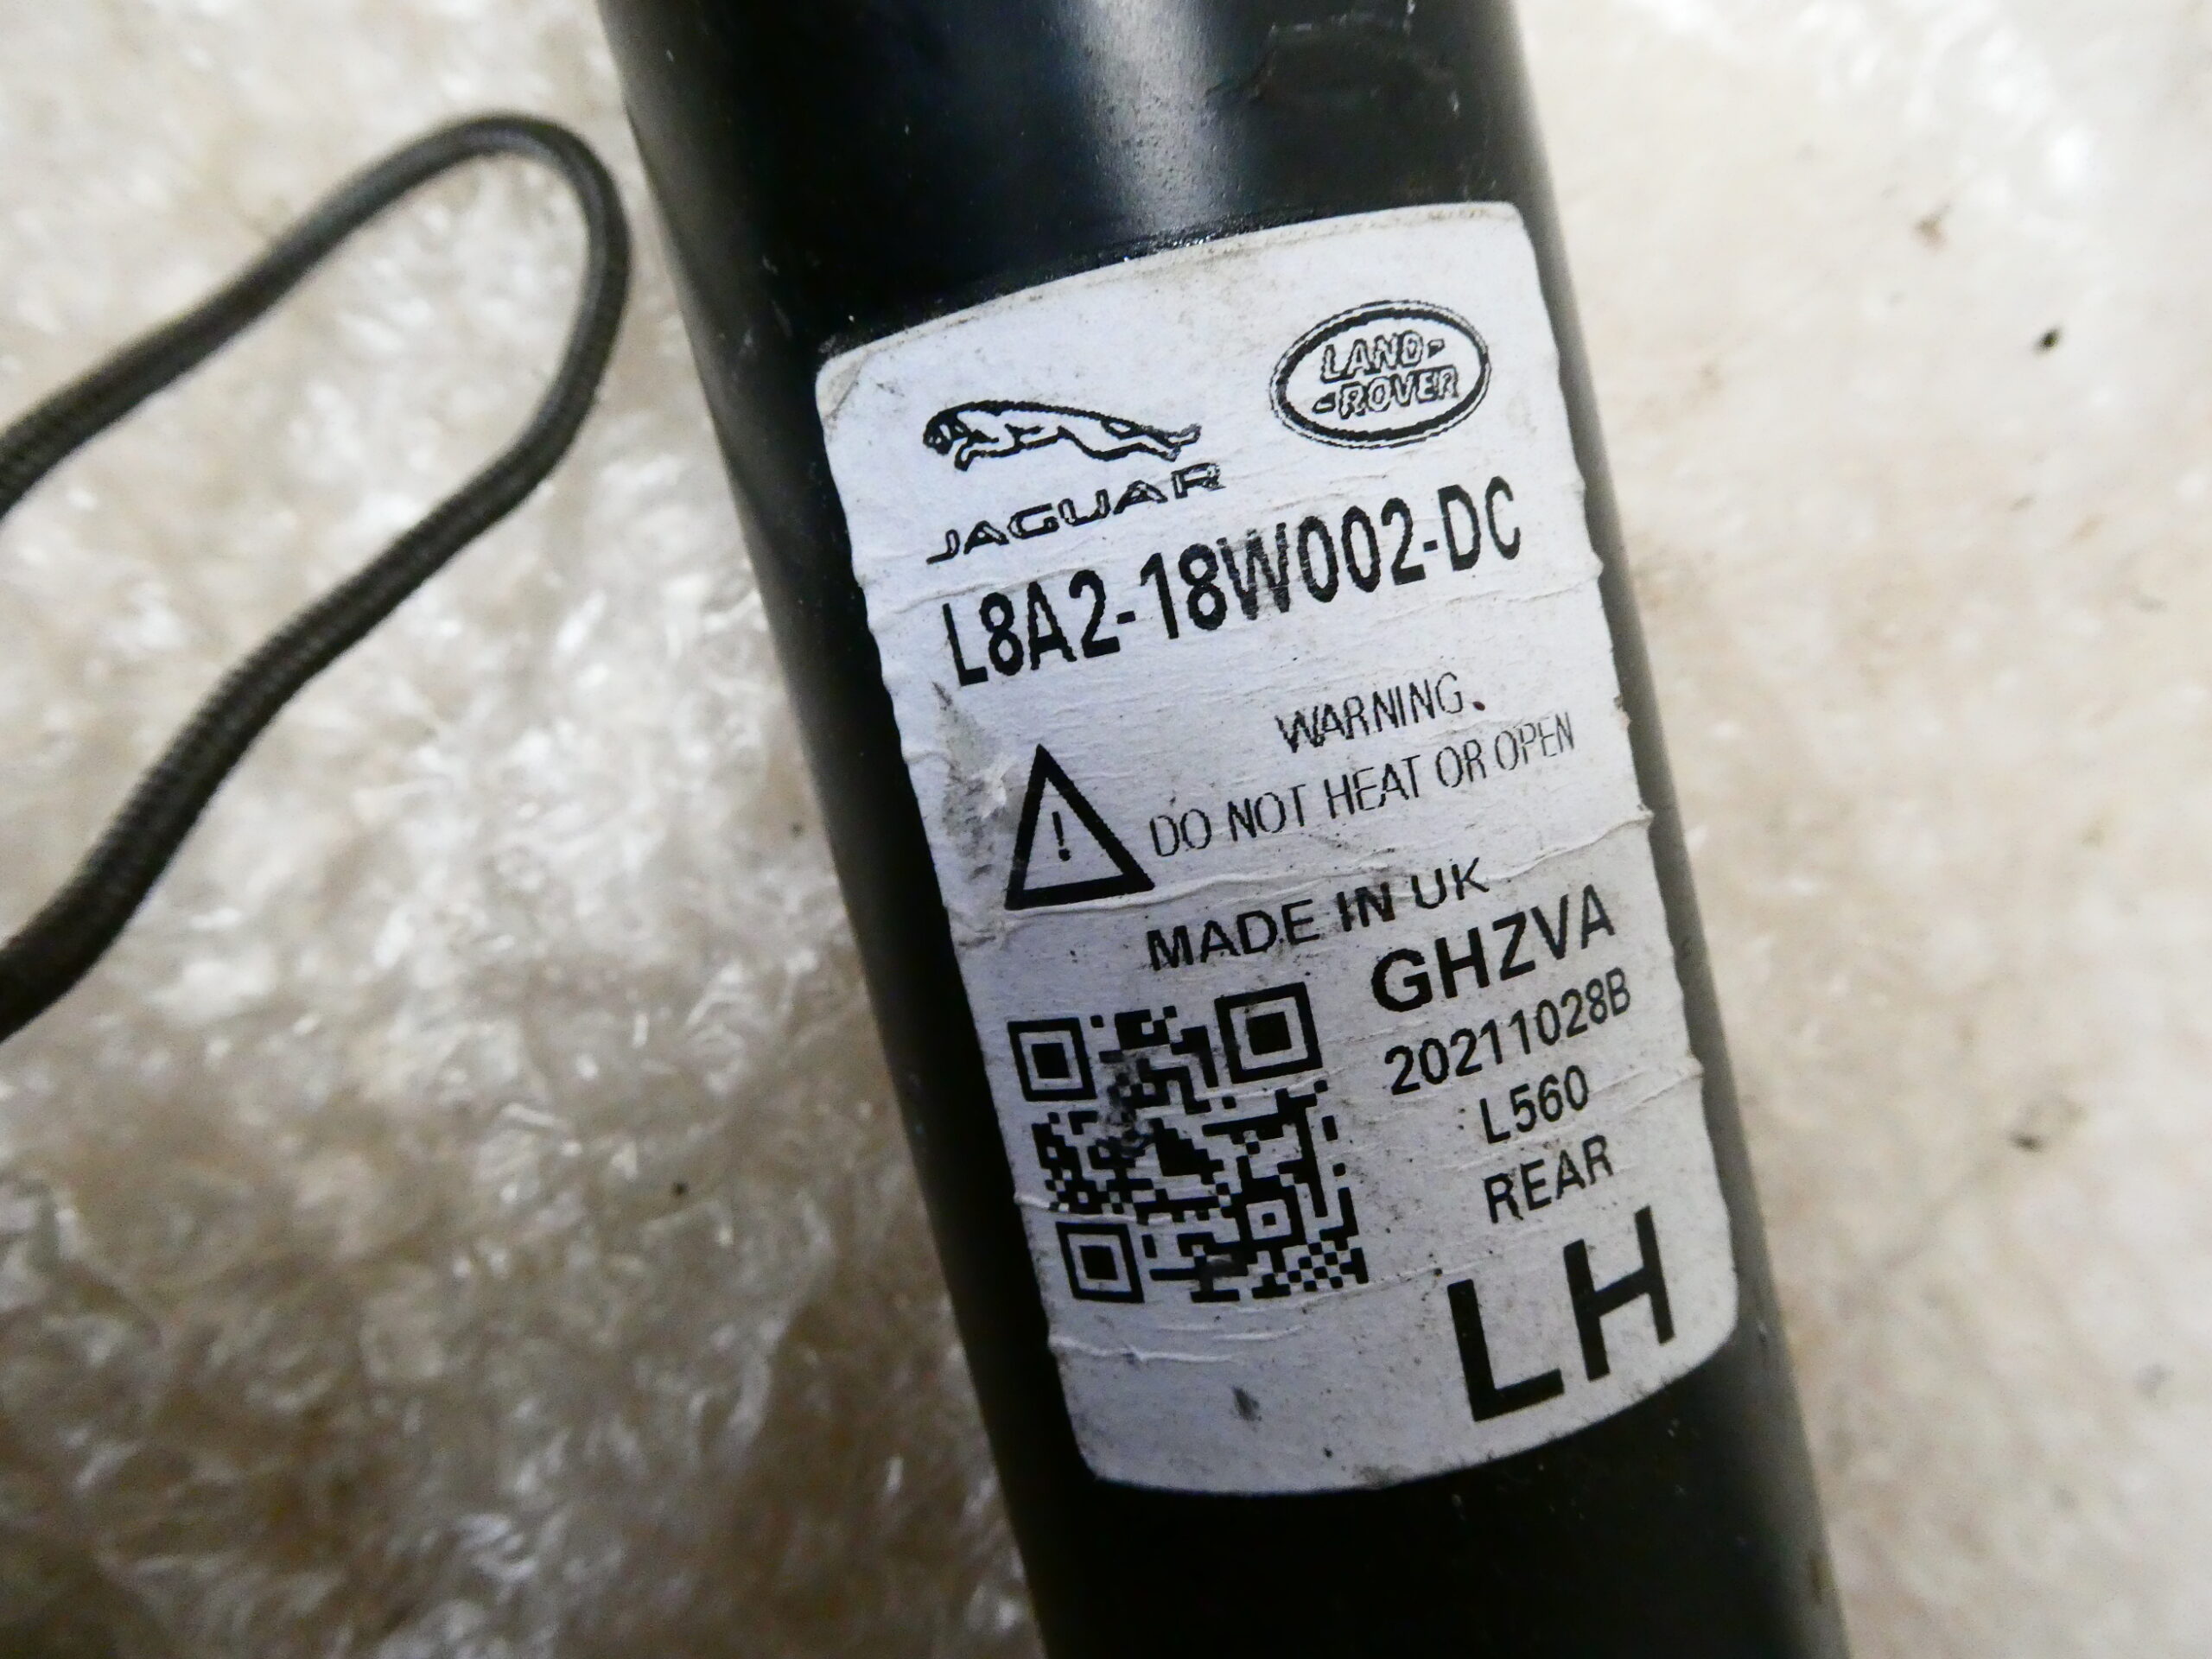 LAND-
-ROVER
JAGUAR
L8A2-18W002-DC
WARNING.
DO NOT HEAT OR OPEN
!
MADE IN UK
GHZVA
20211028B
L560
REAR
LH